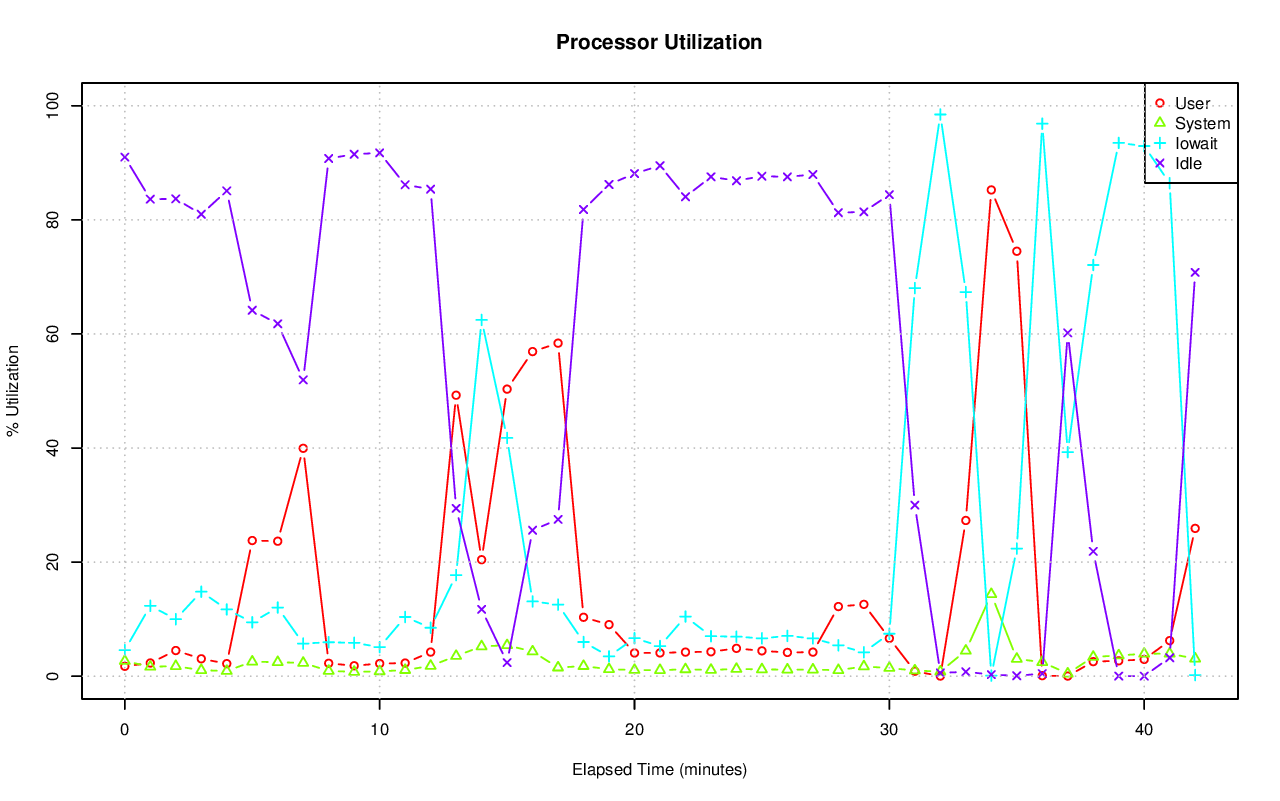 Processor Utilization
% Utilization
100
80
60
40
20
0
User
System
Iowait
Idle
0 10 20 30 40
Elapsed Time (minutes)